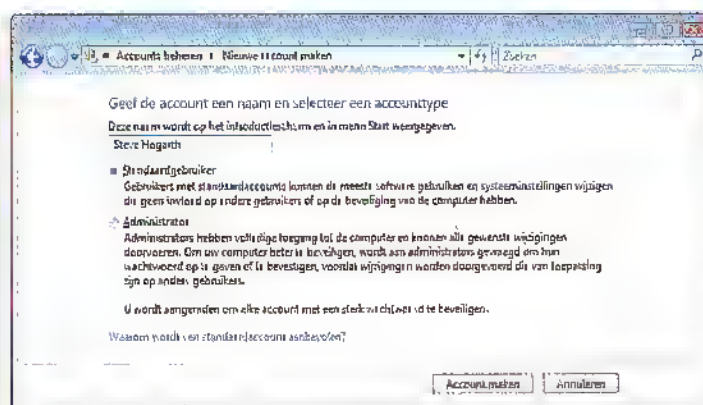 Accounts beheren Nieuwe account maken
Zoeken
Geef de account een naam en selecteer een accounttype
Deze naam wordt op het introductiescherm en in menu Start weergegeven.
Steve Hogarth
Standaardgebruiker
Gebruikers met standaardaccounts kunnen de meeste software gebruiken en systeeminstellingen wijzigen
die geen invloed op andere gebruikers of op de beveiliging van de computer hebben.
Administrator
Administrators hebben volledige toegang tot de computer en kunnen alle gewenste wijzigingen
doorvoeren. Om uw computer beter te beveiligen, wordt aan administrators gevraagd om hun
wachtwoord op te geven of te bevestigen, voordat wijzigingen worden doorgevoerd die van toepassing
zijn op andere gebruikers.
U wordt aangeraden om elke account met een sterk wachtwoord te beveiligen.
Waarom wordt een standaardaccount aanbevolen?
Account maken Annuleren